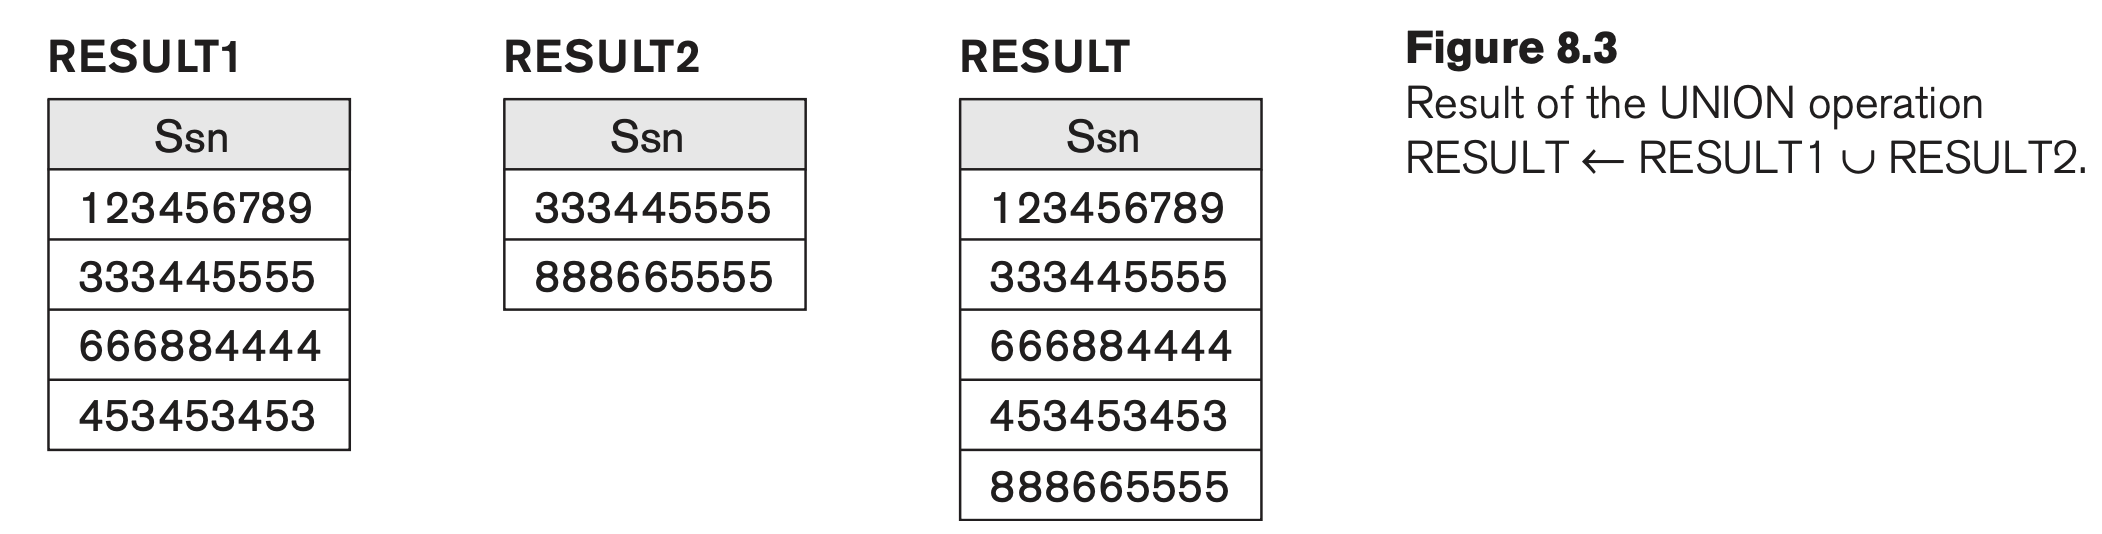 RESULT1
Ssn
123456789
333445555
666884444
453453453
RESULT2
Ssn
333445555
888665555
RESULT
Ssn
123456789
333445555
666884444
453453453
888665555
Figure 8.3
Result of the UNION operation
RESULT ← RESULT1 ∪ RESULT2.